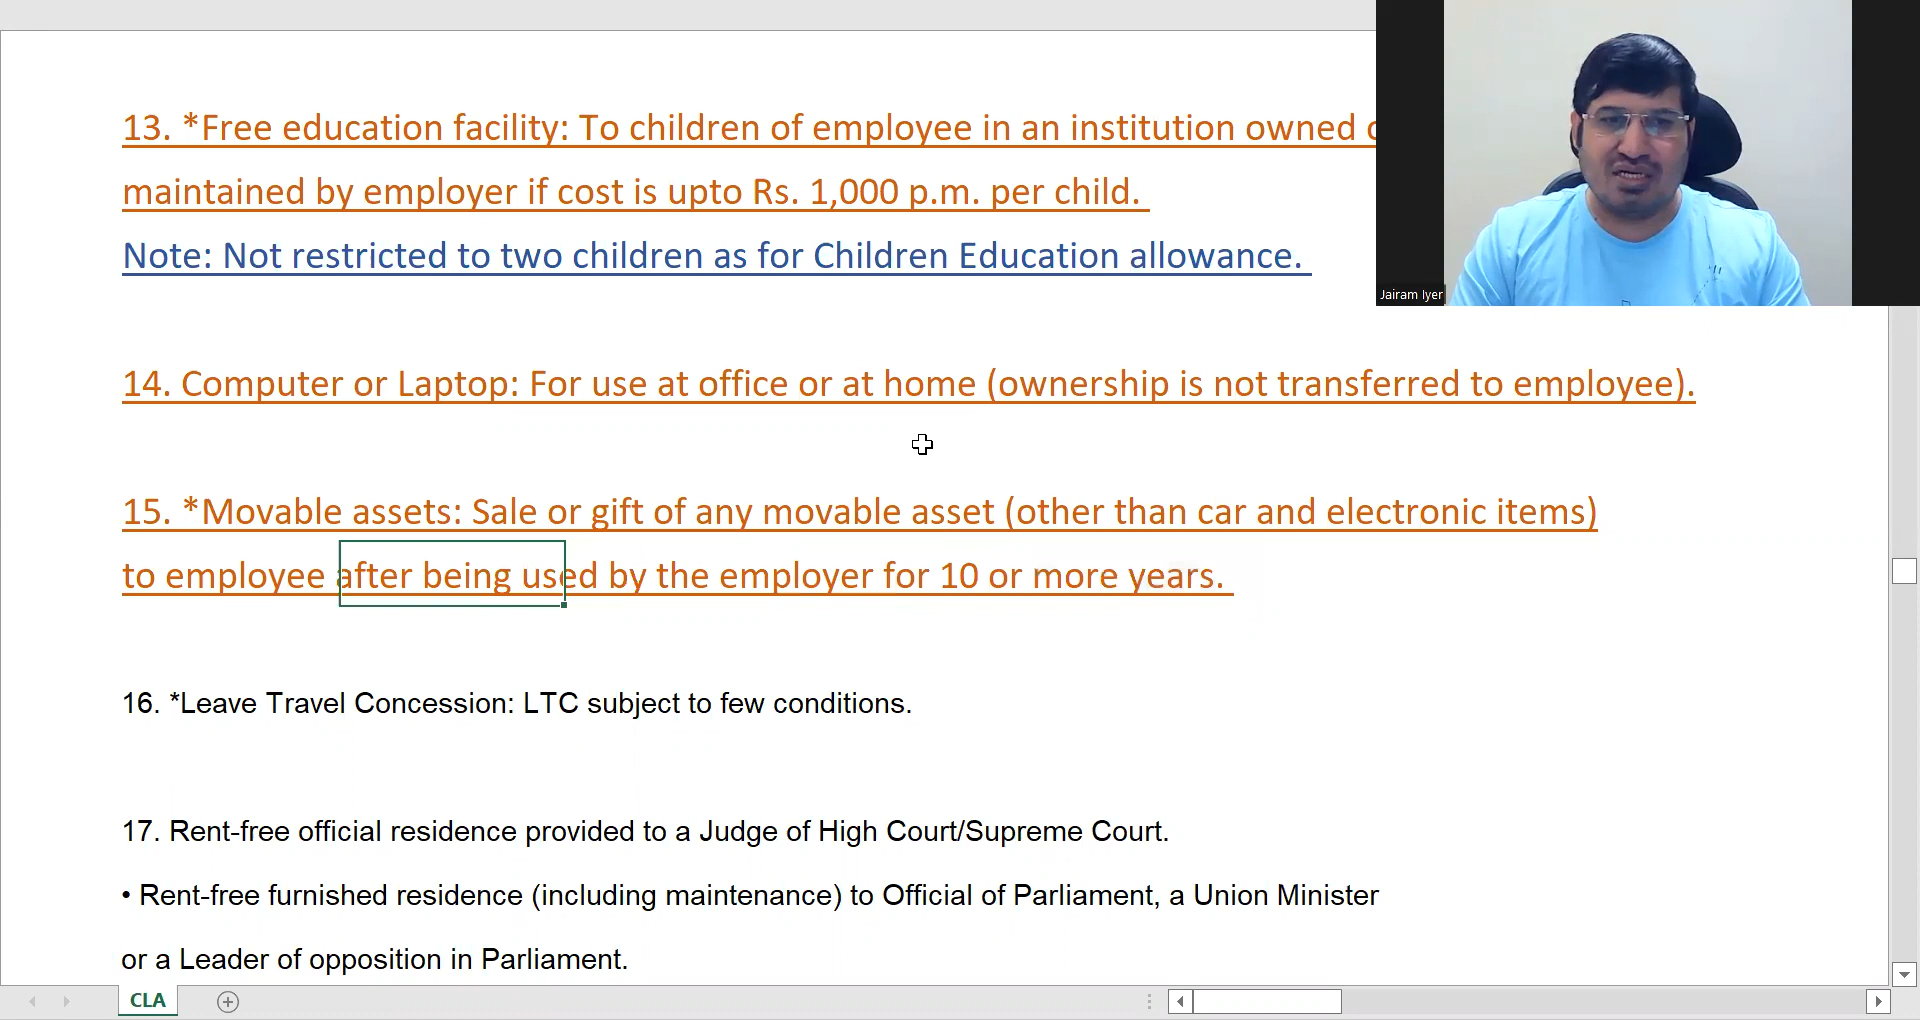 13. *Free education facility: To children of employee in an institution owned
maintained by employer if cost is upto Rs. 1,000 p.m. per child.
Note: Not restricted to two children as for Children Education allowance.
Jairam Iyer
14. Computer or Laptop: For use at office or at home (ownership is not transferred to employee).
15. *Movable assets: Sale or gift of any movable asset (other than car and electronic items)
to employee after being used by the employer for 10 or more years.
16. *Leave Travel Concession: LTC subject to few conditions.
17. Rent-free official residence provided to a Judge of High Court/Supreme Court.
• Rent-free furnished residence (including maintenance) to Official of Parliament, a Union Minister
or a Leader of opposition in Parliament.
CLA